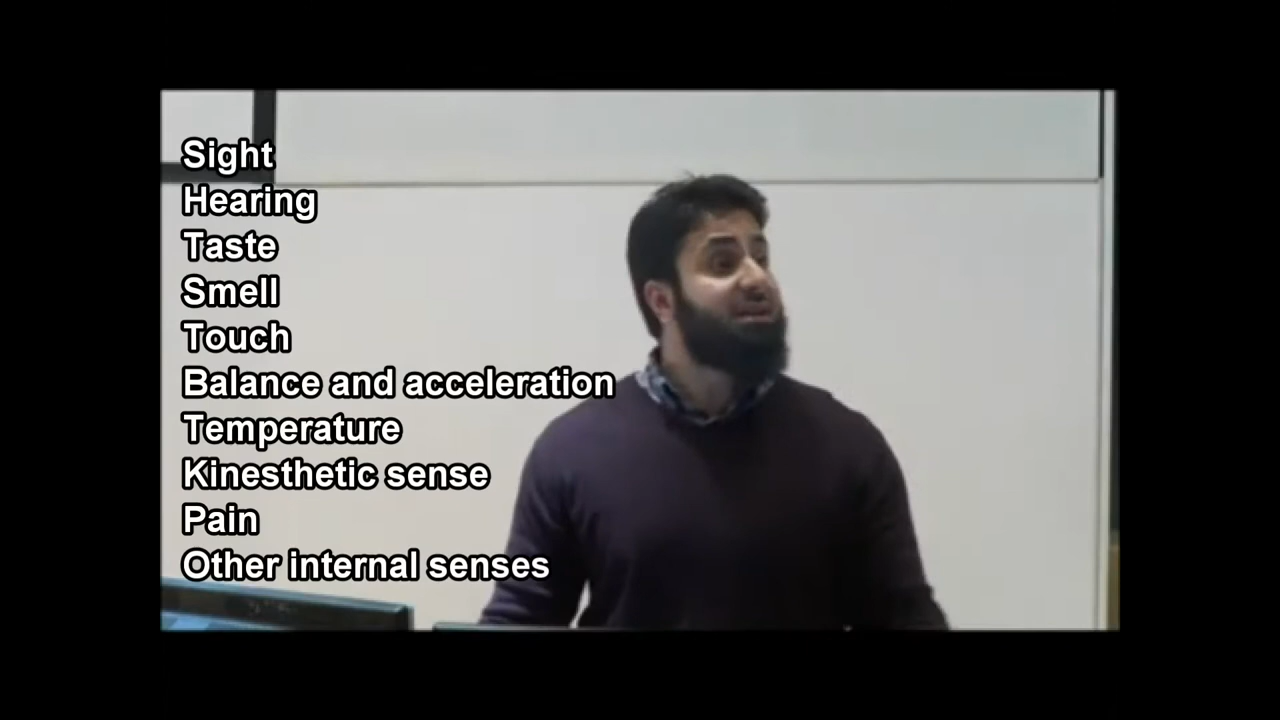 Sight
Hearing
Taste
Smell
Touch
Balance and acceleration
Temperature
Kinesthetic sense
Pain
Other internal senses